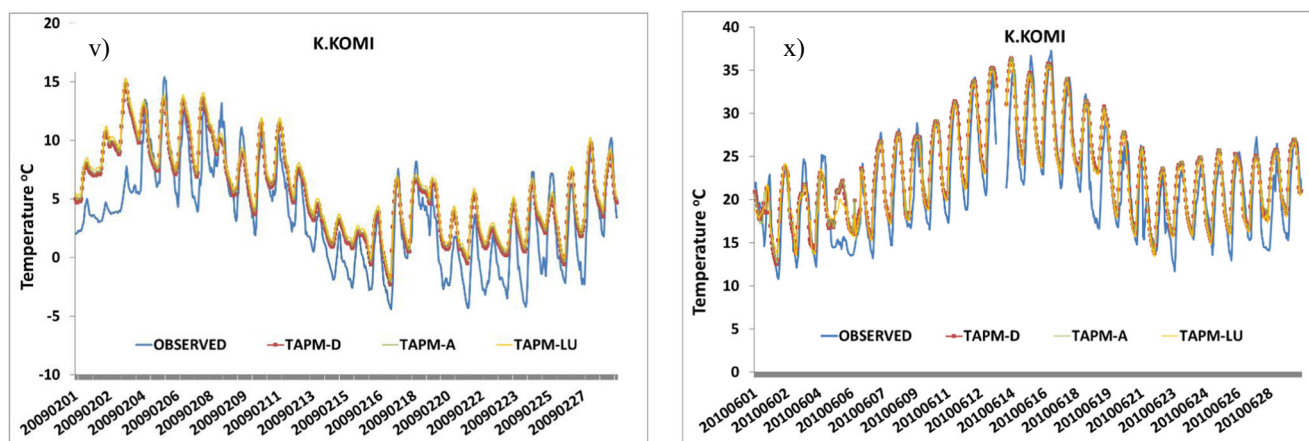 v)
K.KOMI
Temperature °C
20
15
10
5
0
-5
-10
OBSERVED TAPM-D TAPM-A TAPM-LU
20090201 20090202 20090204 20090206 20090208 20090209 20090211 20090213 20090215 20090216 20090218 20090220 20090222 20090223 20090225 20090227
x)
K.KOMI
Temperature °C
40
35
30
25
20
15
10
5
0
OBSERVED TAPM-D TAPM-A TAPM-LU
20100601 20100602 20100604 20100606 20100607 20100609 20100611 20100612 20100614 20100616 20100618 20100619 20100621 20100623 20100624 20100626 20100628